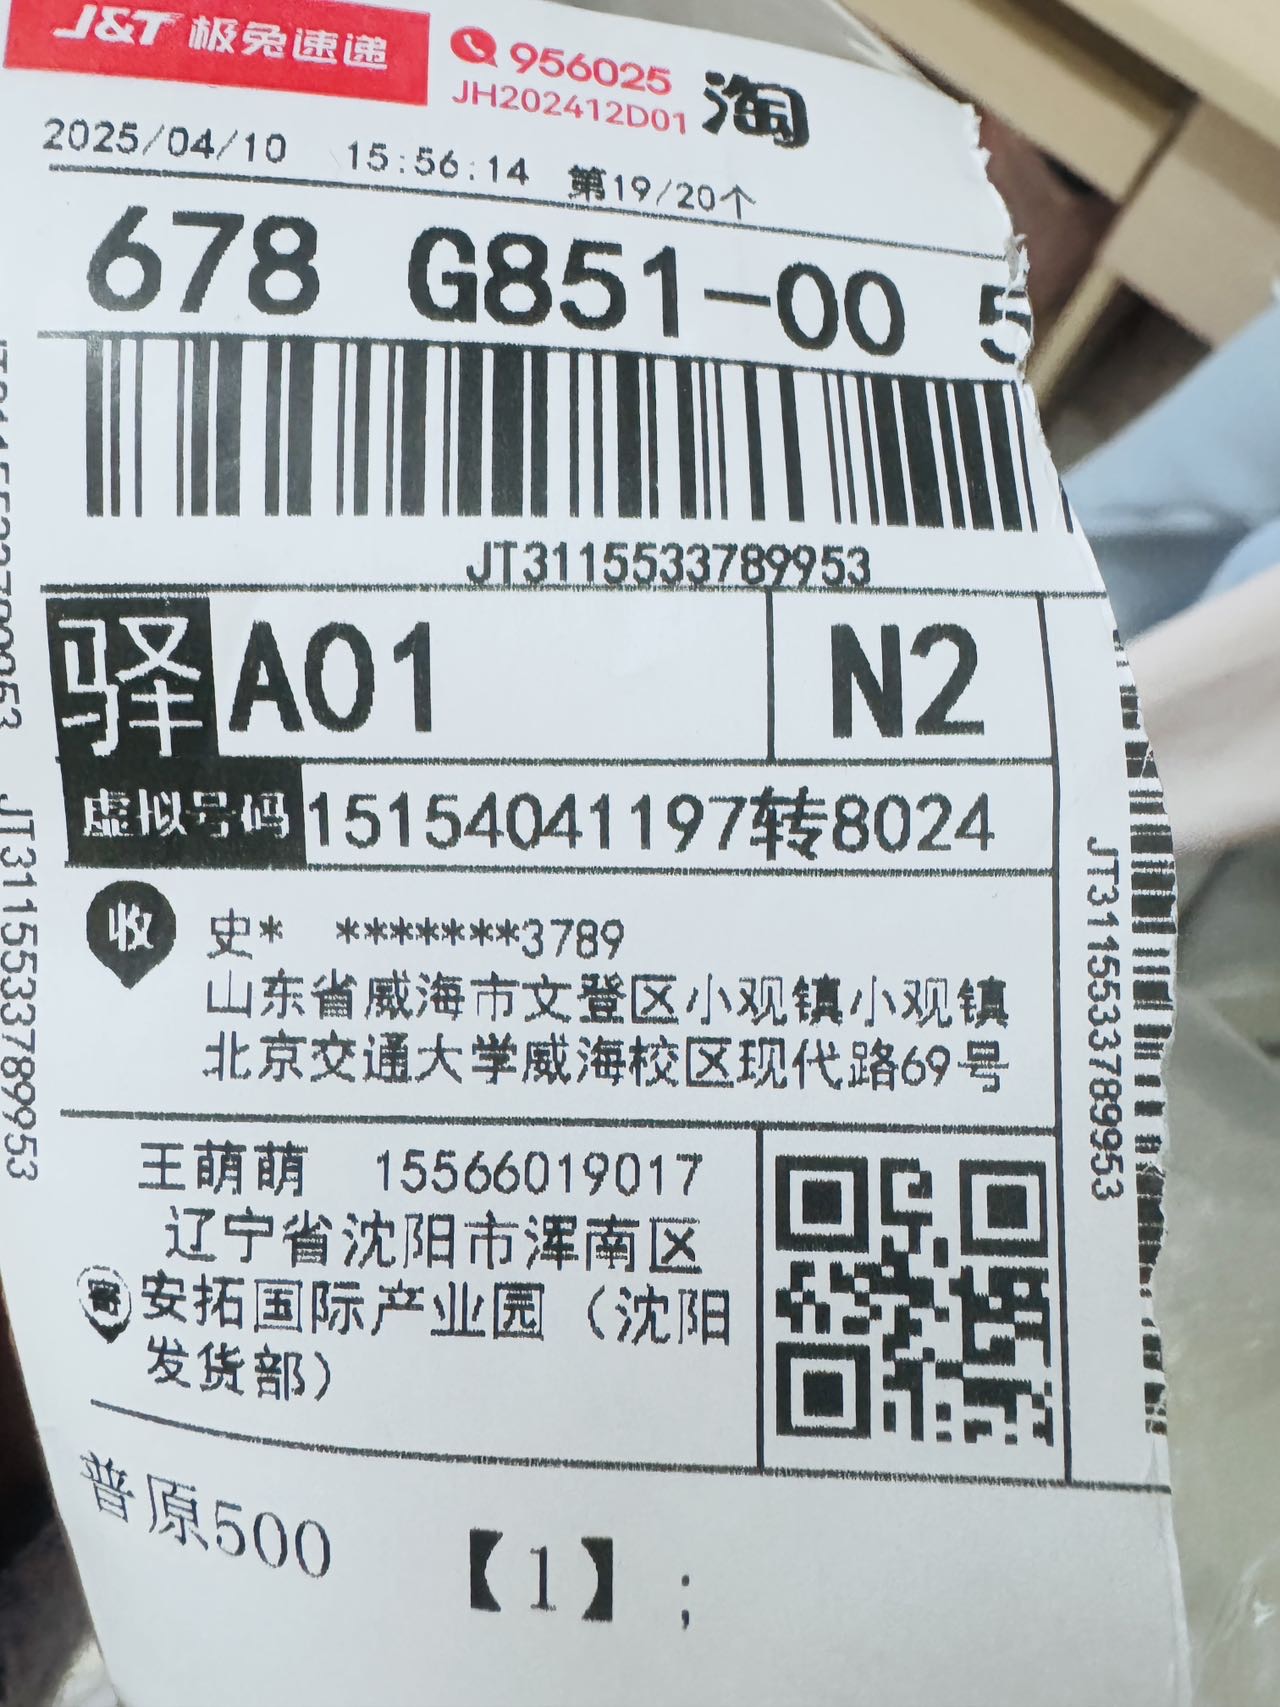 J&T 极兔速递
956025
JH202412D01
淘
2025/04/10 15:56:14 第19/20个
678 G851-00 5
JT3115533789953
驿 A01 N2
虚拟号码 15154041197转8024
收
史* *******3789
山东省威海市文登区小观镇小观镇
北京交通大学威海校区现代路69号
王萌萌 15566019017
辽宁省沈阳市浑南区
寄 安拓国际产业园（沈阳
发货部）
普原500 【1】;
JT3115533789953
JT3115533789953